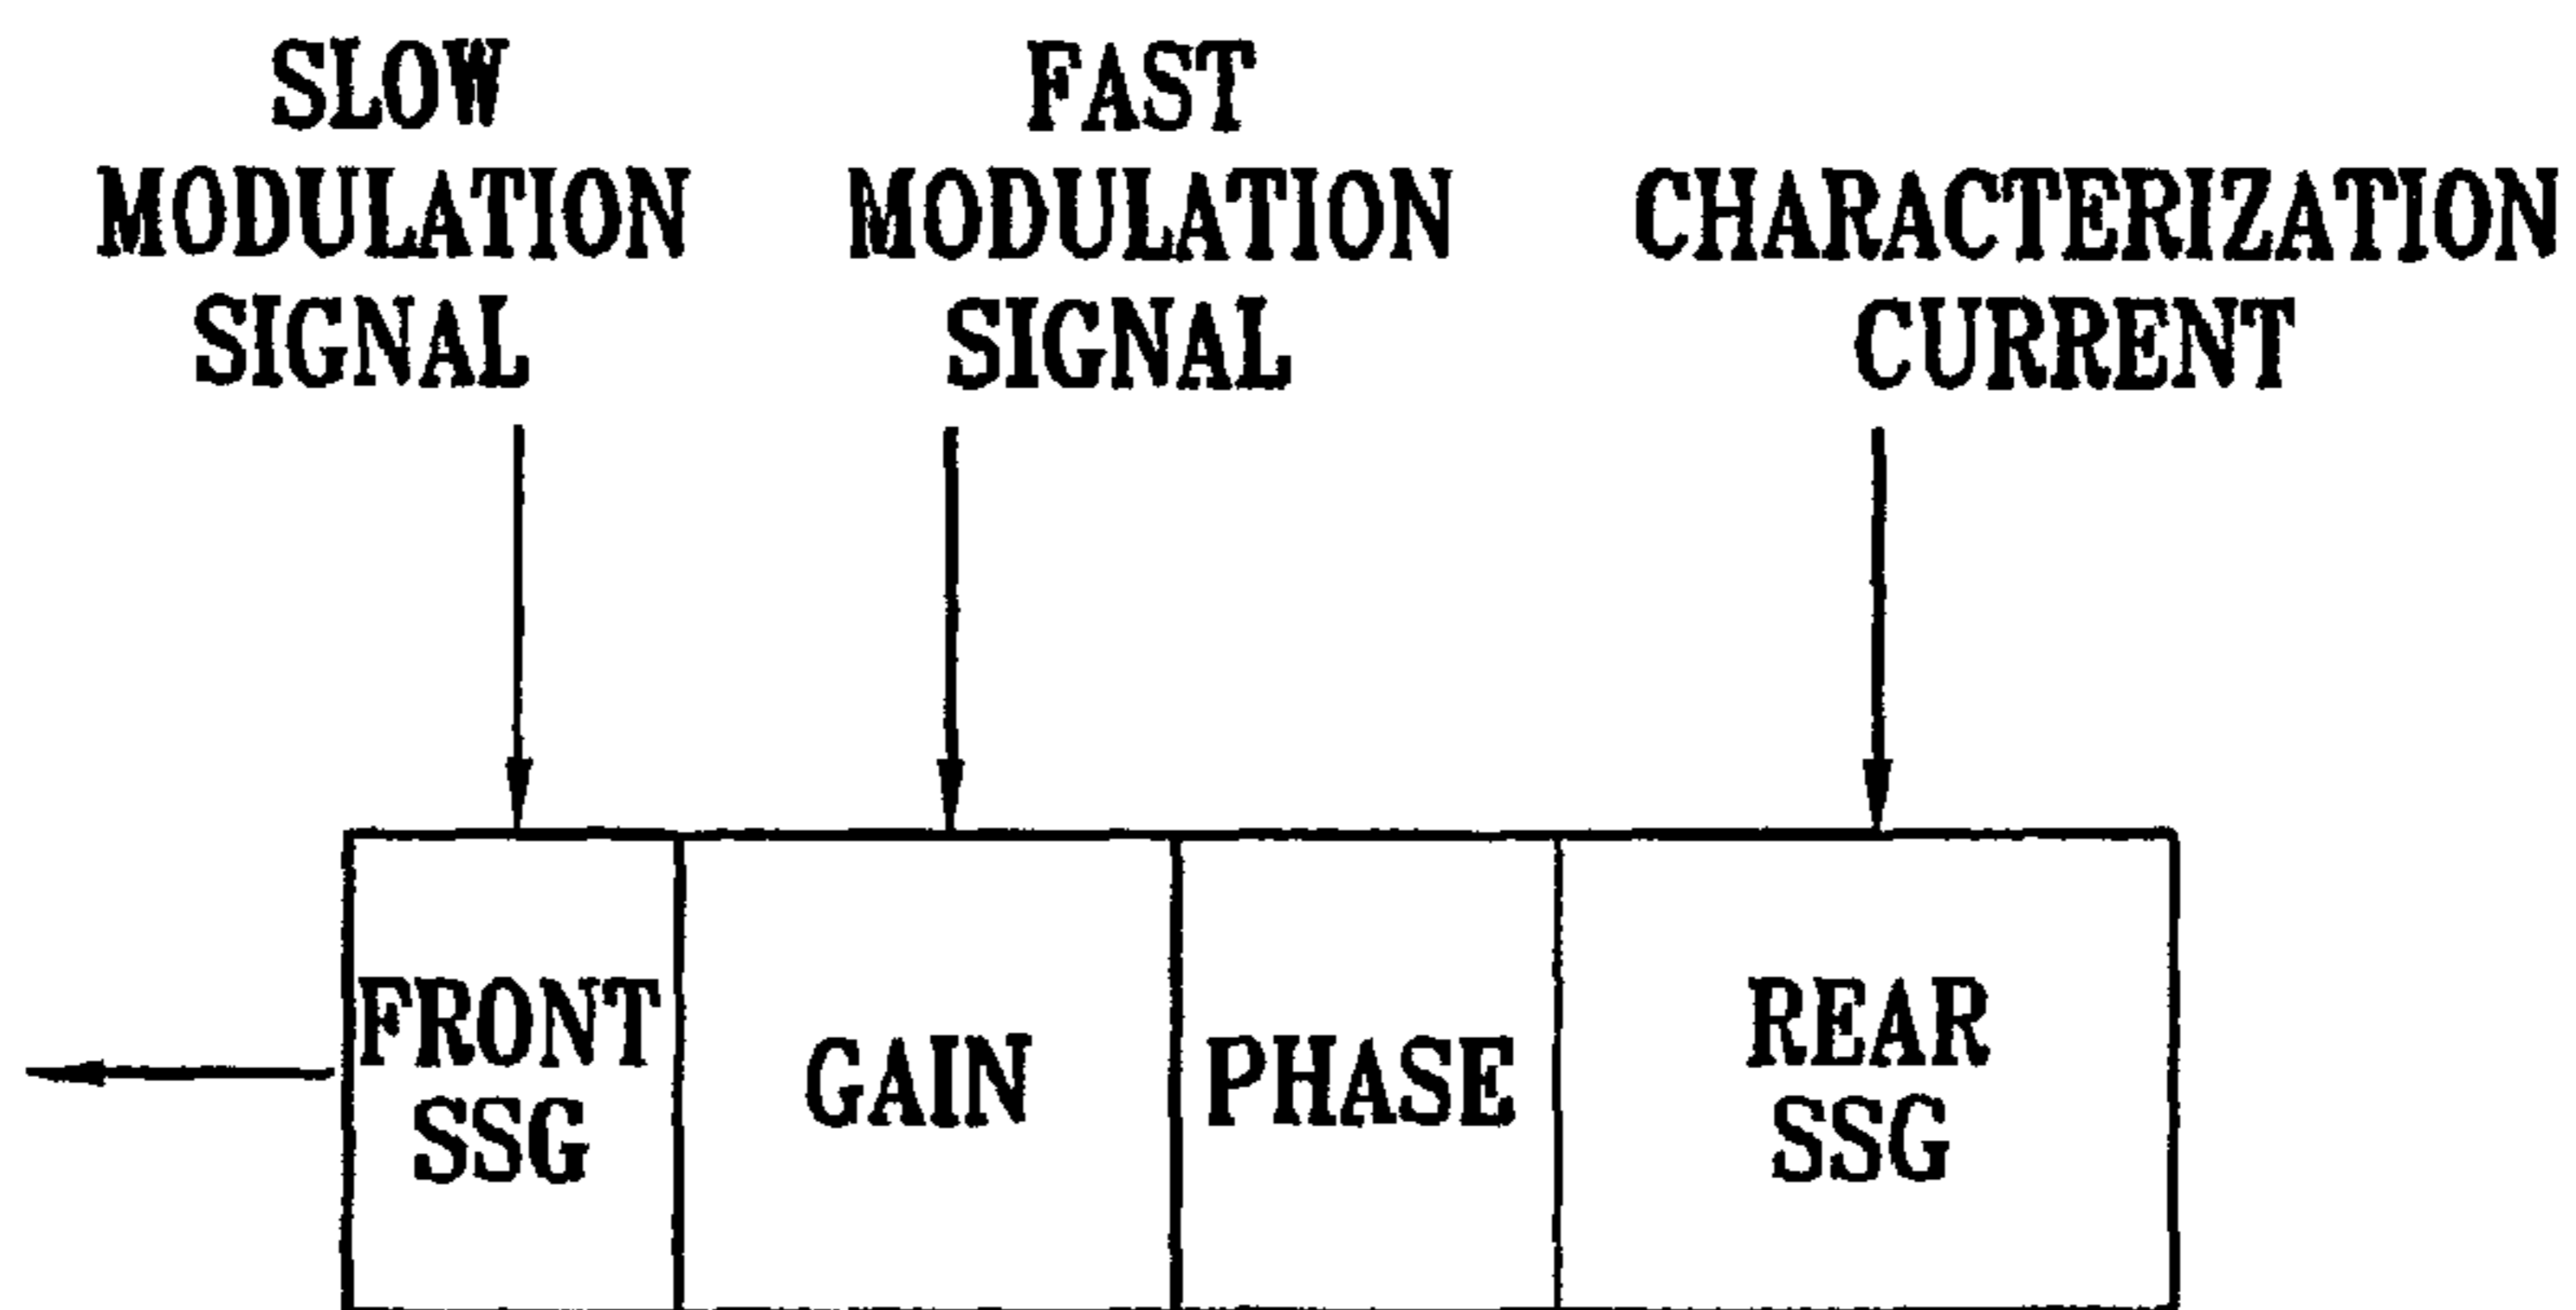 SLOW
MODULATION
SIGNAL
FAST
MODULATION
SIGNAL
CHARACTERIZATION
CURRENT
FRONT
SSG
GAIN
PHASE
REAR
SSG